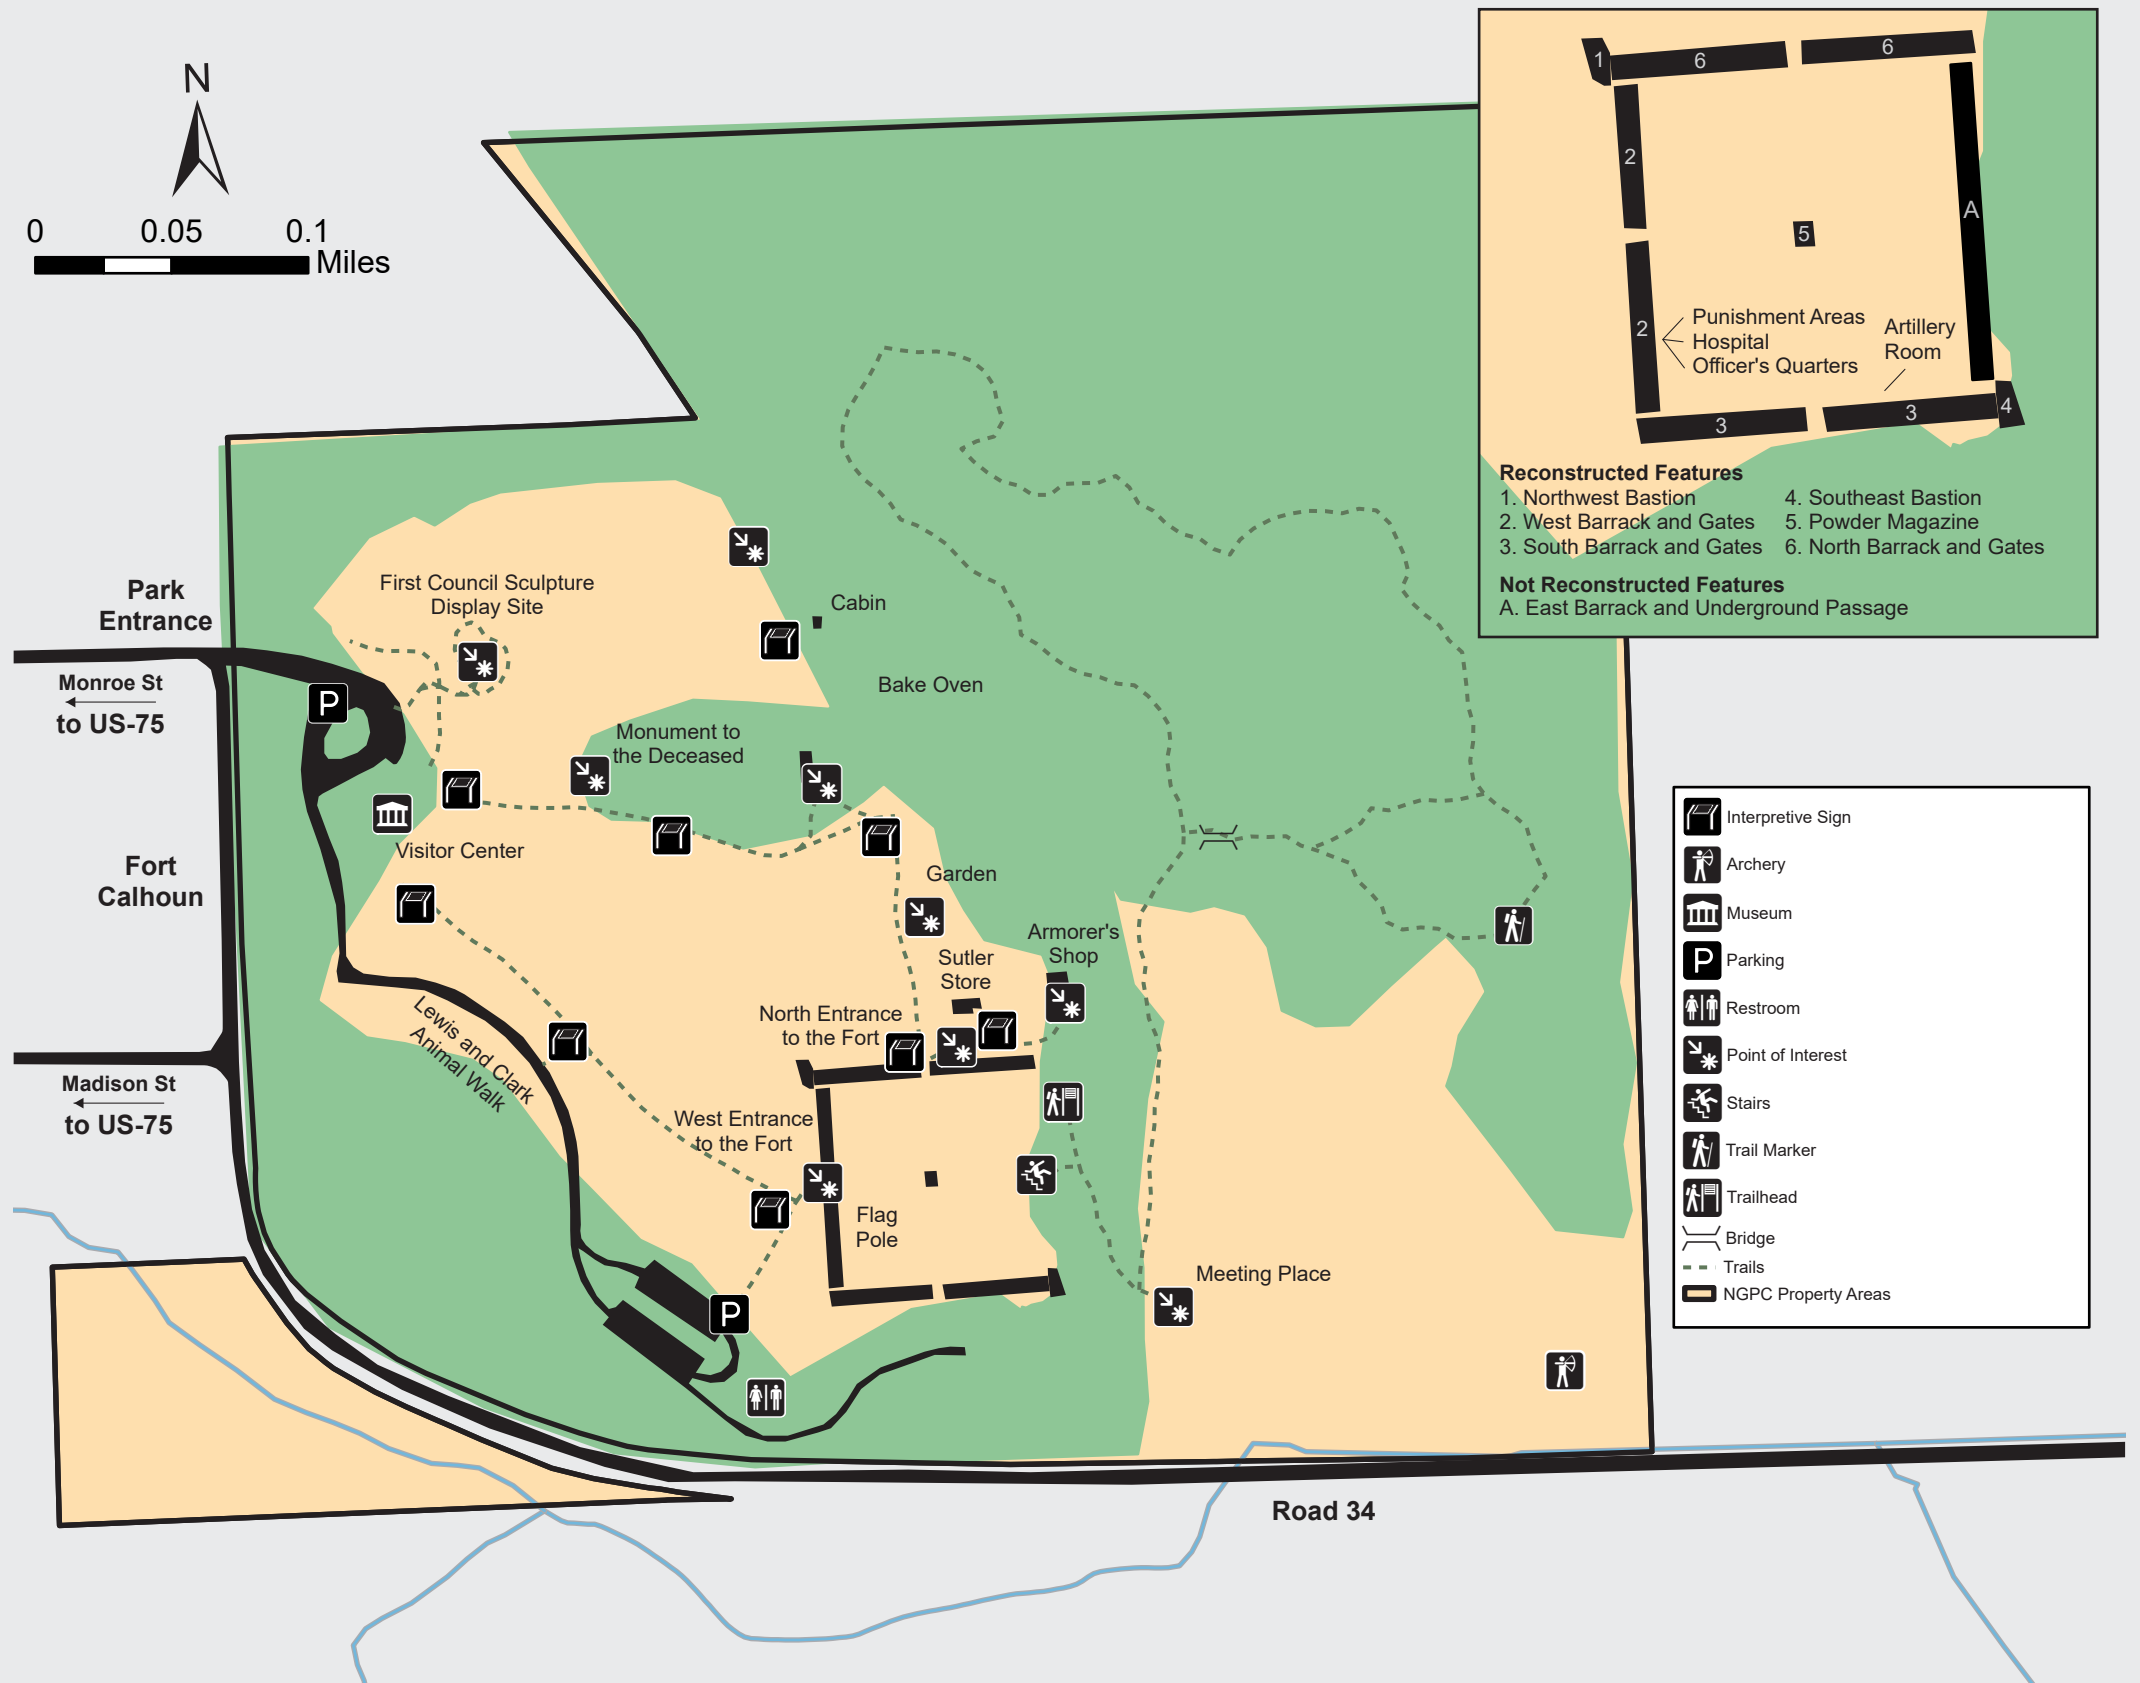 N
0 0.05 0.1
Miles
Park
Entrance
Monroe St
to US-75
Fort
Calhoun
Madison St
to US-75
First Council Sculpture
Display Site
Cabin
Bake Oven
Monument to
the Deceased
Visitor Center
Garden
Armorer's
Shop
Sutler
Store
North Entrance
to the Fort
Lewis and Clark
Animal Walk
West Entrance
to the Fort
Flag
Pole
Meeting Place
Road 34
P
P
1
6
6
2
A
5
2
Punishment Areas
Hospital
Officer's Quarters
Artillery
Room
3
3
4
Reconstructed Features
1. Northwest Bastion
2. West Barrack and Gates
3. South Barrack and Gates
4. Southeast Bastion
5. Powder Magazine
6. North Barrack and Gates
Not Reconstructed Features
A. East Barrack and Underground Passage
Interpretive Sign
Archery
Museum
P Parking
Restroom
Point of Interest
Stairs
Trail Marker
Trailhead
Bridge
Trails
NGPC Property Areas